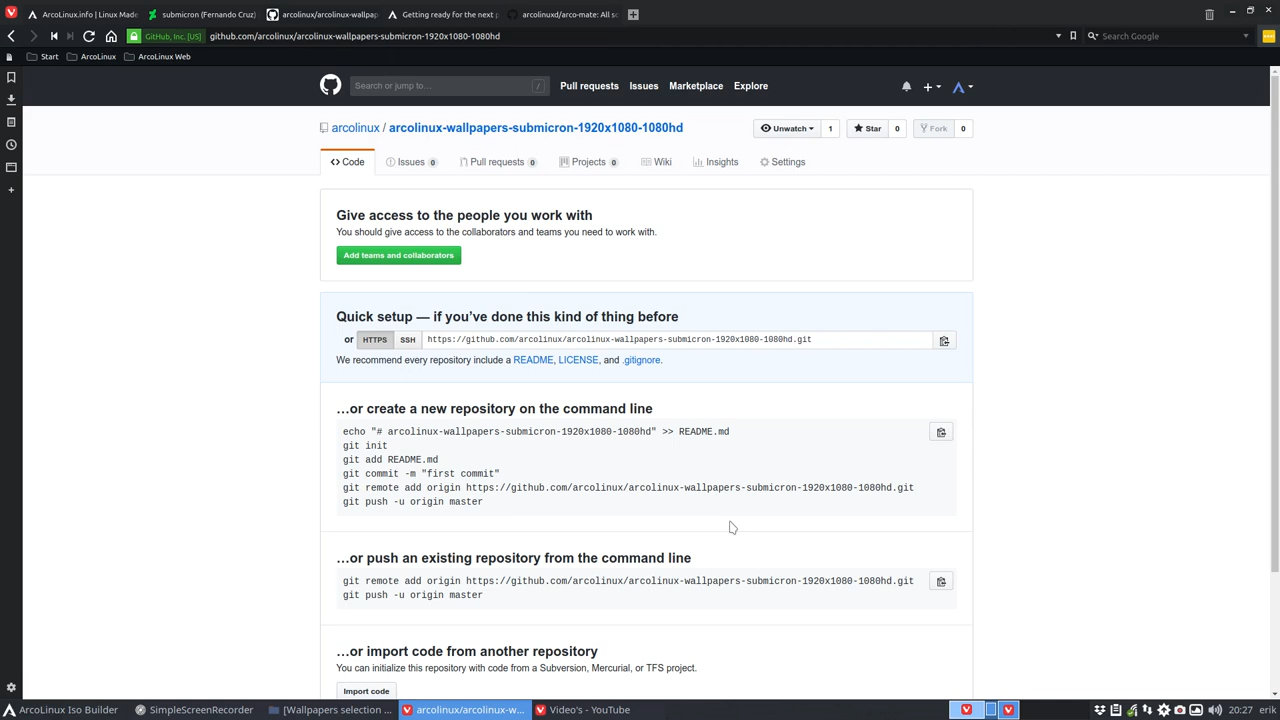 ArcoLinux.info | Linux Made
submicron (Fernando Cruz)
arcolinux/arcolinux-wallpap
Getting ready for the next p
arcolinuxd/arco-mate: All so
GitHub, Inc. [US]
github.com/arcolinux/arcolinux-wallpapers-submicron-1920x1080-1080hd
Search Google
Start
ArcoLinux
ArcoLinux Web
Search or jump to…
/
Pull requests
Issues
Marketplace
Explore
arcolinux / arcolinux-wallpapers-submicron-1920x1080-1080hd
Unwatch 1
Star 0
Fork 0
Code
Issues 0
Pull requests 0
Projects 0
Wiki
Insights
Settings
Give access to the people you work with
You should give access to the collaborators and teams you need to work with.
Add teams and collaborators
Quick setup — if you’ve done this kind of thing before
or HTTPS SSH https://github.com/arcolinux/arcolinux-wallpapers-submicron-1920x1080-1080hd.git
We recommend every repository include a README, LICENSE, and .gitignore.
…or create a new repository on the command line
echo "# arcolinux-wallpapers-submicron-1920x1080-1080hd" >> README.md
git init
git add README.md
git commit -m "first commit"
git remote add origin https://github.com/arcolinux/arcolinux-wallpapers-submicron-1920x1080-1080hd.git
git push -u origin master
…or push an existing repository from the command line
git remote add origin https://github.com/arcolinux/arcolinux-wallpapers-submicron-1920x1080-1080hd.git
git push -u origin master
…or import code from another repository
You can initialize this repository with code from a Subversion, Mercurial, or TFS project.
Import code
ArcoLinux Iso Builder
SimpleScreenRecorder
[Wallpapers selection ...
arcolinux/arcolinux-w...
Video's - YouTube
20:27 erik